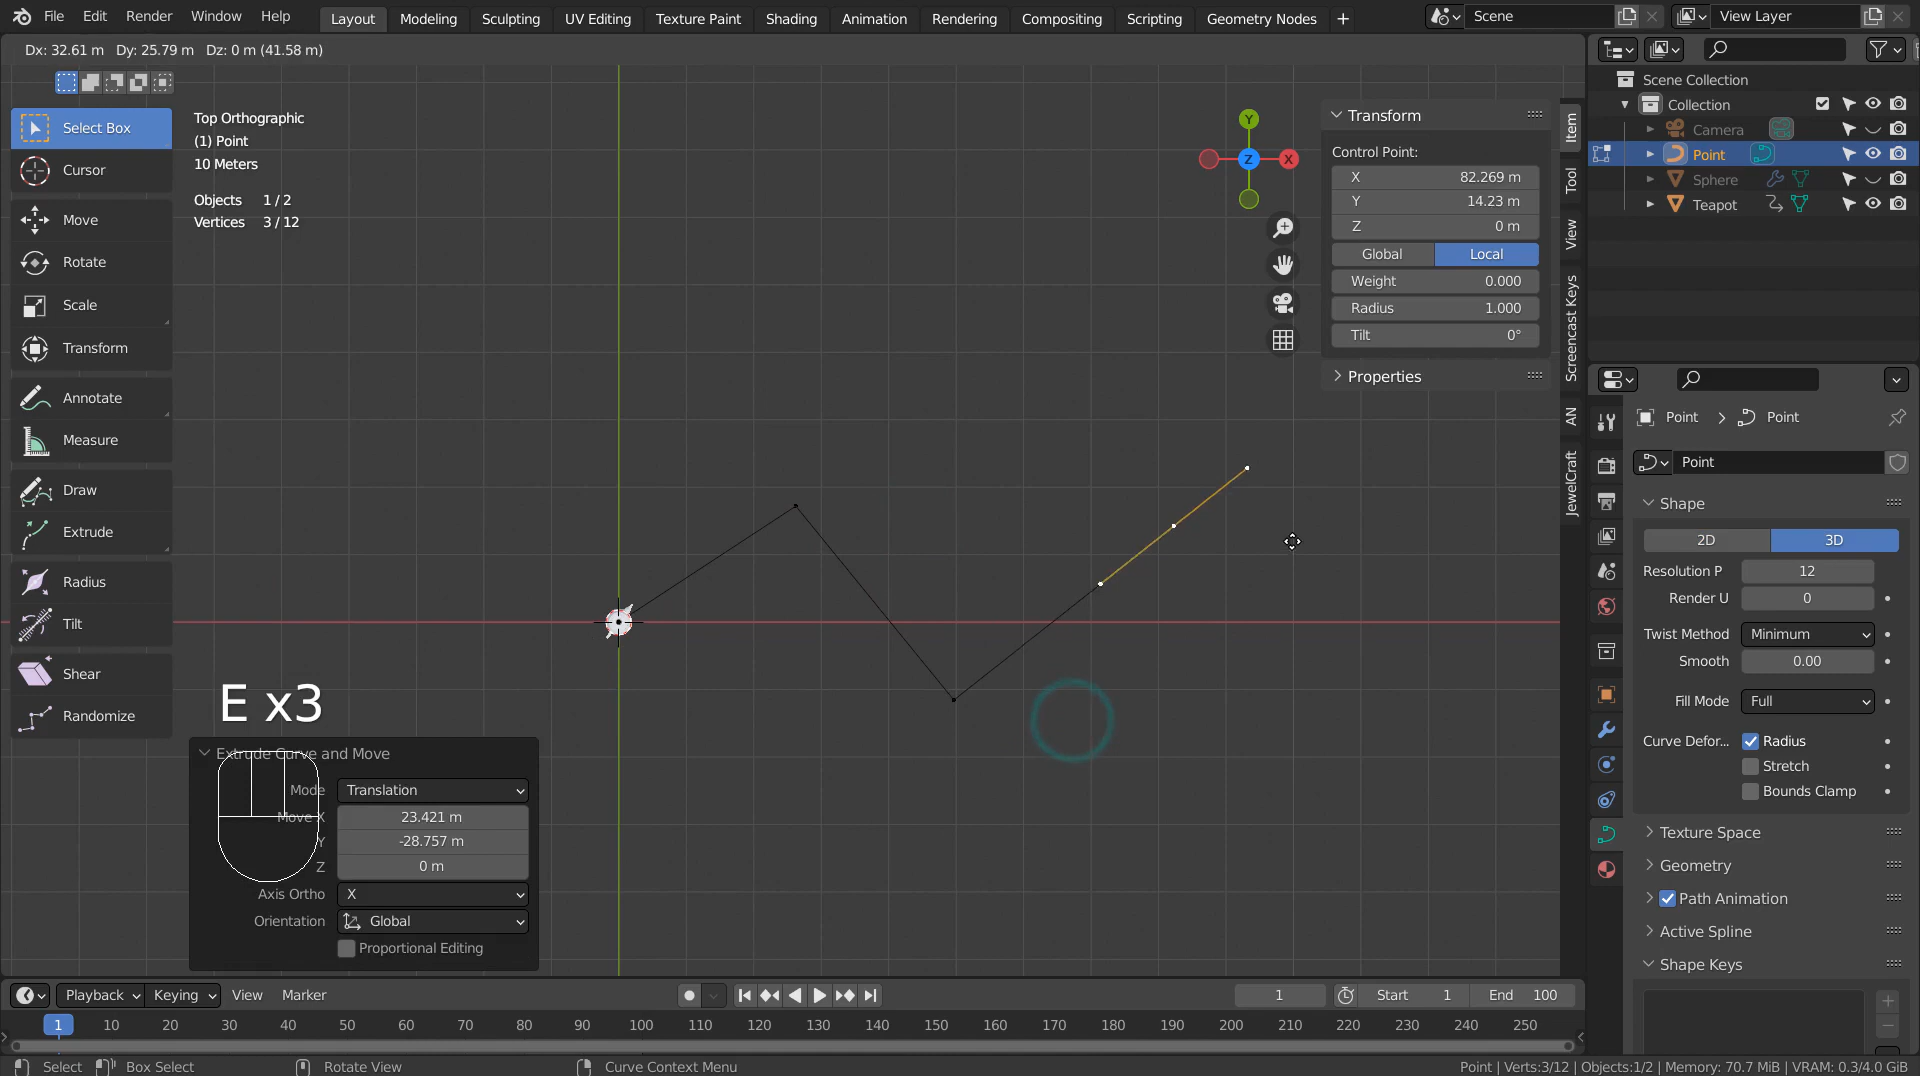 File Edit Render Window Help Layout Modeling Sculpting UV Editing Texture Paint Shading Animation Rendering Compositing Scripting Geometry Nodes + Scene View Layer
Dx: 32.61 m Dy: 25.79 m Dz: 0 m (41.58 m)
Select Box
Cursor
Move
Rotate
Scale
Transform
Annotate
Measure
Draw
Extrude
Radius
Tilt
Shear
Randomize
Top Orthographic
(1) Point
10 Meters
Objects 1 / 2
Vertices 3 / 12
Y
X
Z
E x3
Extrude Curve and Move
Mode Translation
Move X 23.421 m
Y -28.757 m
Z 0 m
Axis Ortho X
Orientation Global
Proportional Editing
Transform
Control Point:
X 82.269 m
Y 14.23 m
Z 0 m
Global Local
Weight 0.000
Radius 1.000
Tilt 0°
Properties
Item
Tool
View
Screencast Keys
AN
JewelCraft
Scene Collection
Collection
Camera
Point
Sphere
Teapot
Point Point
Point
Shape
2D 3D
Resolution P 12
Render U 0
Twist Method Minimum
Smooth 0.00
Fill Mode Full
Curve Defor... Radius
Stretch
Bounds Clamp
Texture Space
Geometry
Path Animation
Active Spline
Shape Keys
Playback Keying View Marker 1 Start 1 End 100
1 10 20 30 40 50 60 70 80 90 100 110 120 130 140 150 160 170 180 190 200 210 220 230 240 250
Select Box Select Rotate View Curve Context Menu Point | Verts:3/12 | Objects:1/2 | Memory: 70.7 MiB | VRAM: 0.3/4.0 GiB